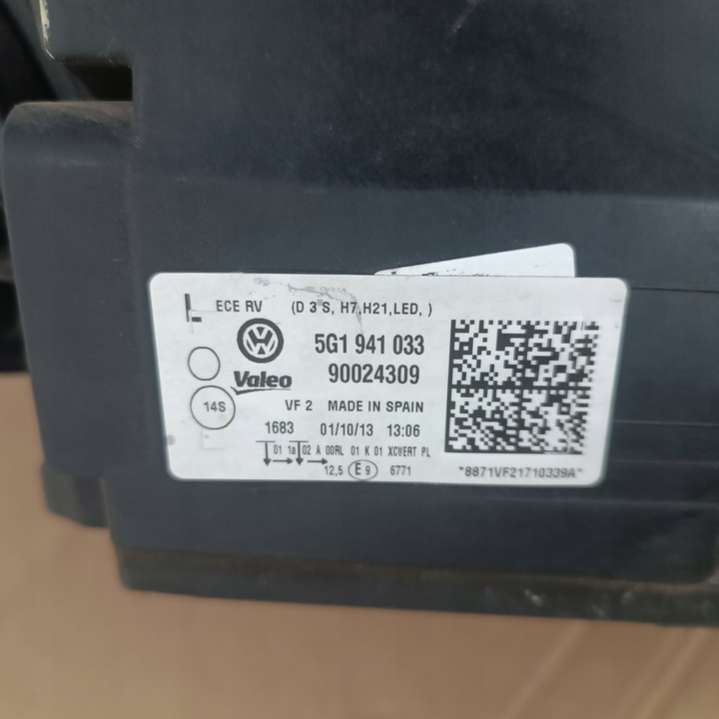 L ECE RV (D 3 S, H7,H21,LED, )
5G1 941 033
Valeo 90024309
14S VF 2 MADE IN SPAIN
1683 01/10/13 13:06
01 1a 02 A 00RL 01 K 01 XCVERT PL
12,5 E 9 6771 "8871VF21710339A"